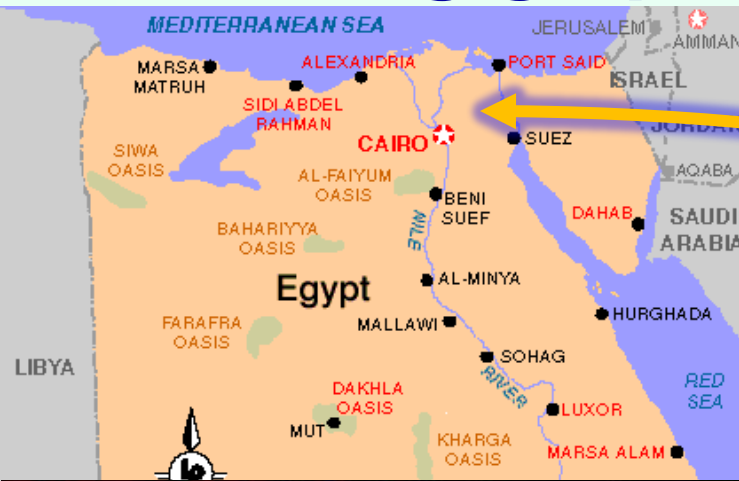 MEDITERRANEAN SEA
JERUSALEM
AMMAN
MARSA
MATRUH
ALEXANDRIA
PORT SAID
ISRAEL
SIDI ABDEL
RAHMAN
JORDAN
CAIRO
SUEZ
SIWA
OASIS
AL-FAIYUM
OASIS
AQABA
BENI
SUEF
NILE
DAHAB
SAUDI
ARABIA
BAHARIYYA
OASIS
Egypt
AL-MINYA
FARAFRA
OASIS
MALLAWI
HURGHADA
LIBYA
SOHAG
RIVER
RED
SEA
DAKHLA
OASIS
MUT
LUXOR
KHARGA
OASIS
MARSA ALAM
lo